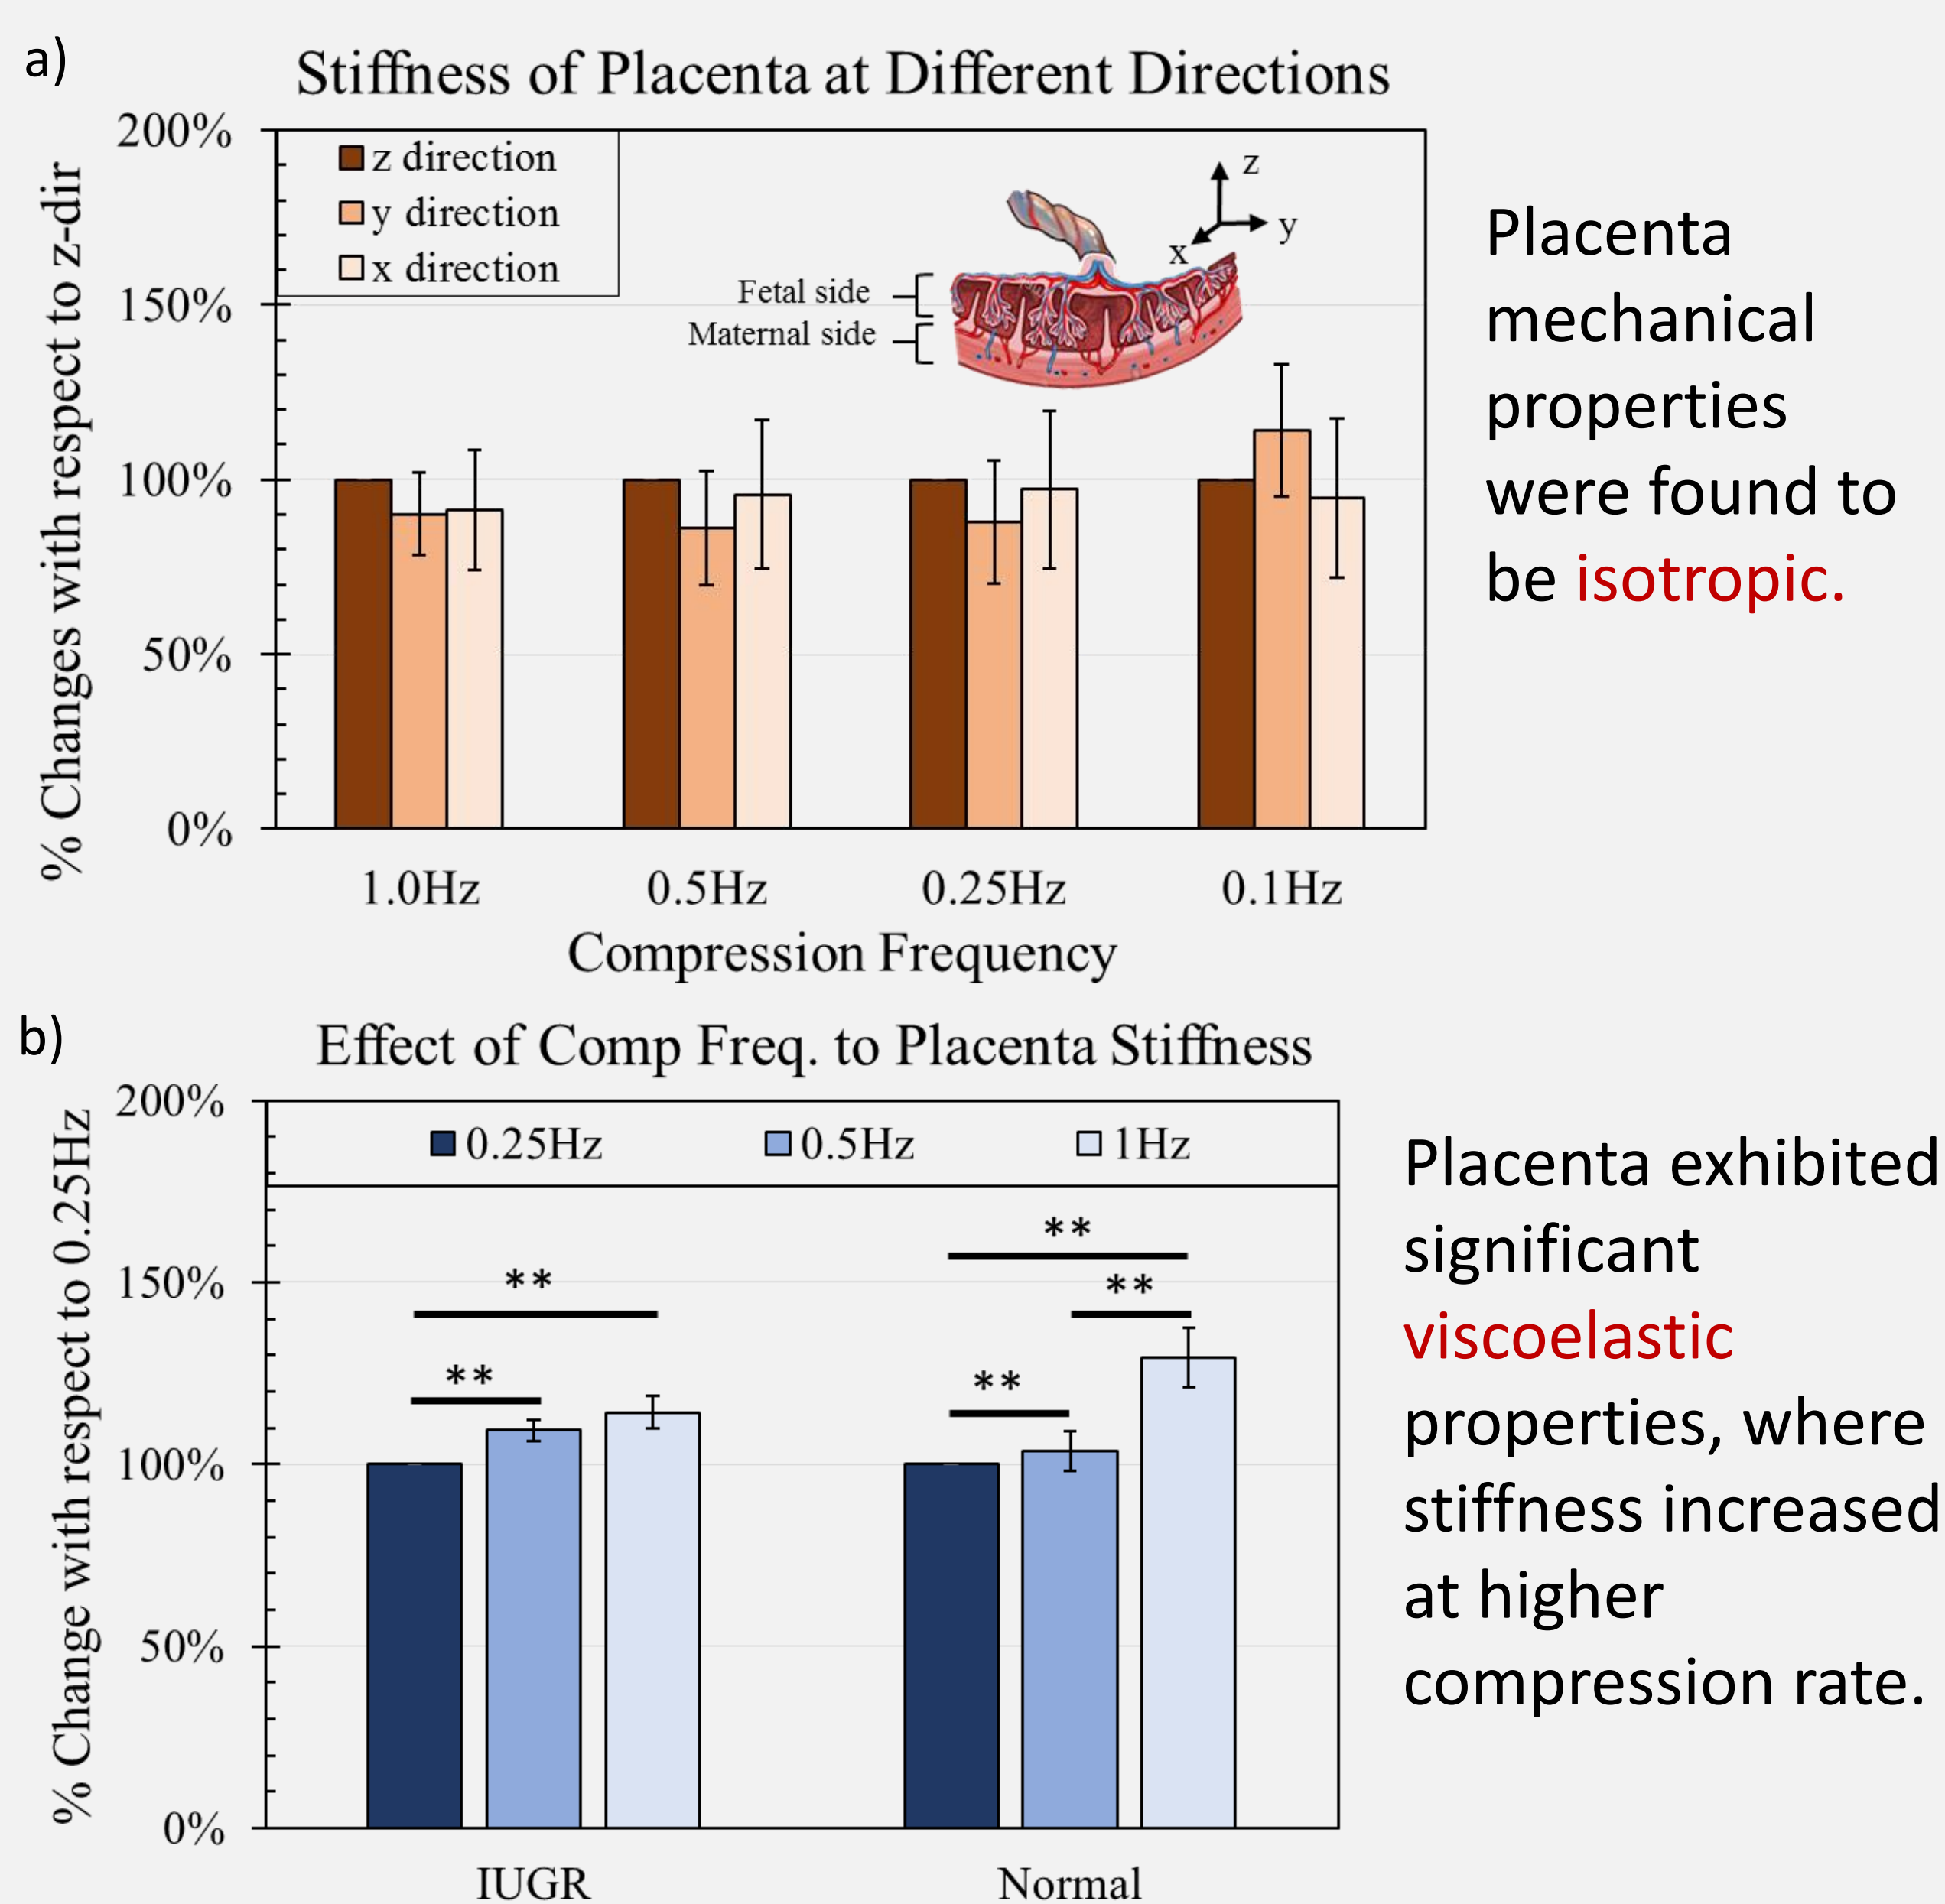 a)
Stiffness of Placenta at Different Directions
% Changes with respect to z-dir
200%
150%
100%
50%
0%
z direction
y direction
x direction
z
y
x
Fetal side
Maternal side
1.0Hz
0.5Hz
0.25Hz
0.1Hz
Compression Frequency
Placenta
mechanical
properties
were found to
be isotropic.
b)
Effect of Comp Freq. to Placenta Stiffness
% Change with respect to 0.25Hz
200%
150%
100%
50%
0%
0.25Hz
0.5Hz
1Hz
**
**
**
**
**
IUGR
Normal
Placenta exhibited
significant
viscoelastic
properties, where
stiffness increased
at higher
compression rate.